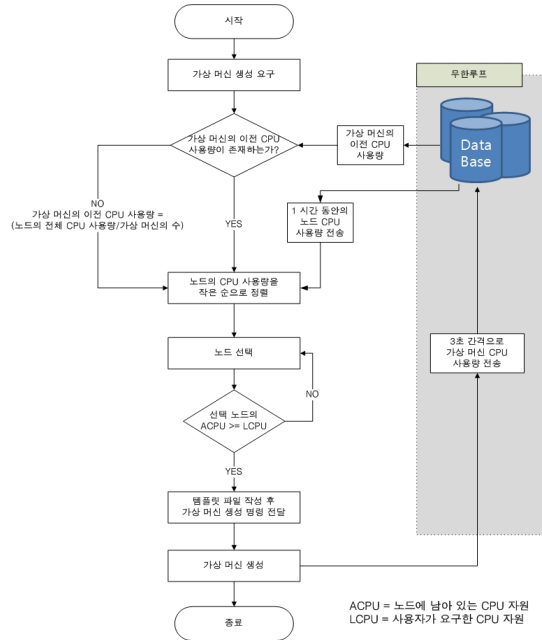 시작
가상 머신 생성 요구
무한루프
가상 머신의 이전 CPU
사용량이 존재하는가?
가상 머신의
이전 CPU
사용량
Data
Base
NO
가상 머신의 이전 CPU 사용량 =
(노드의 전체 CPU 사용량/가상 머신의 수)
YES
1 시간 동안의
노드 CPU
사용량 전송
노드의 CPU 사용량을
작은 순으로 정렬
노드 선택
3초 간격으로
가상 머신 CPU
사용량 전송
NO
선택 노드의
ACPU >= LCPU
YES
템플릿 파일 작성 후
가상 머신 생성 명령 전달
가상 머신 생성
종료
ACPU = 노드에 남아 있는 CPU 자원
LCPU = 사용자가 요구한 CPU 자원